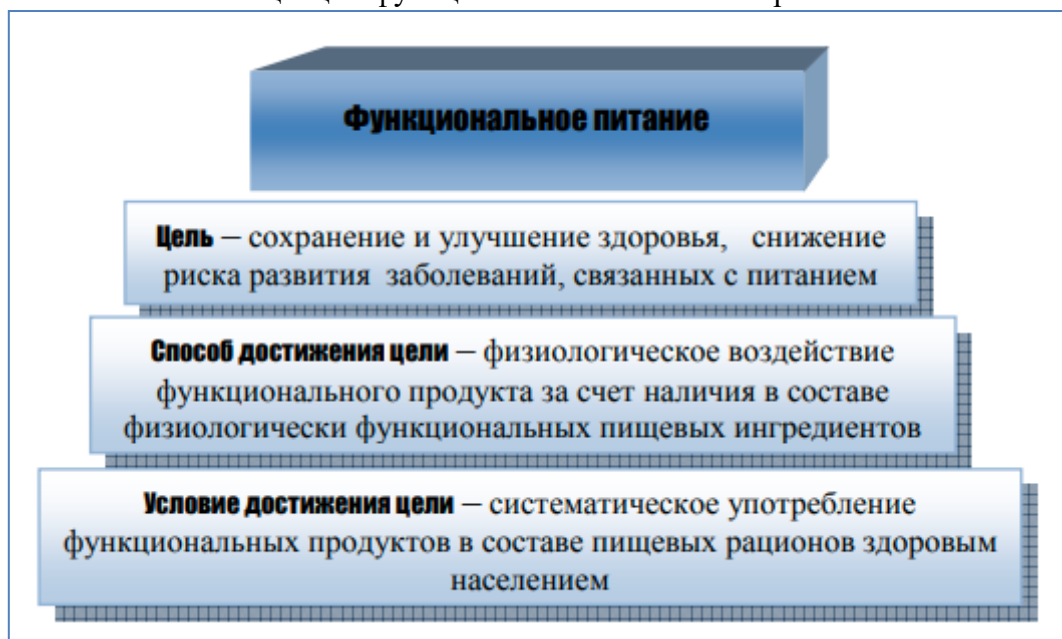 Функциональное питание
Цель – сохранение и улучшение здоровья, снижение
риска развития заболеваний, связанных с питанием
Способ достижения цели – физиологическое воздействие
функционального продукта за счет наличия в составе
физиологически функциональных пищевых ингредиентов
Условие достижения цели – систематическое употребление
функциональных продуктов в составе пищевых рационов здоровым
населением